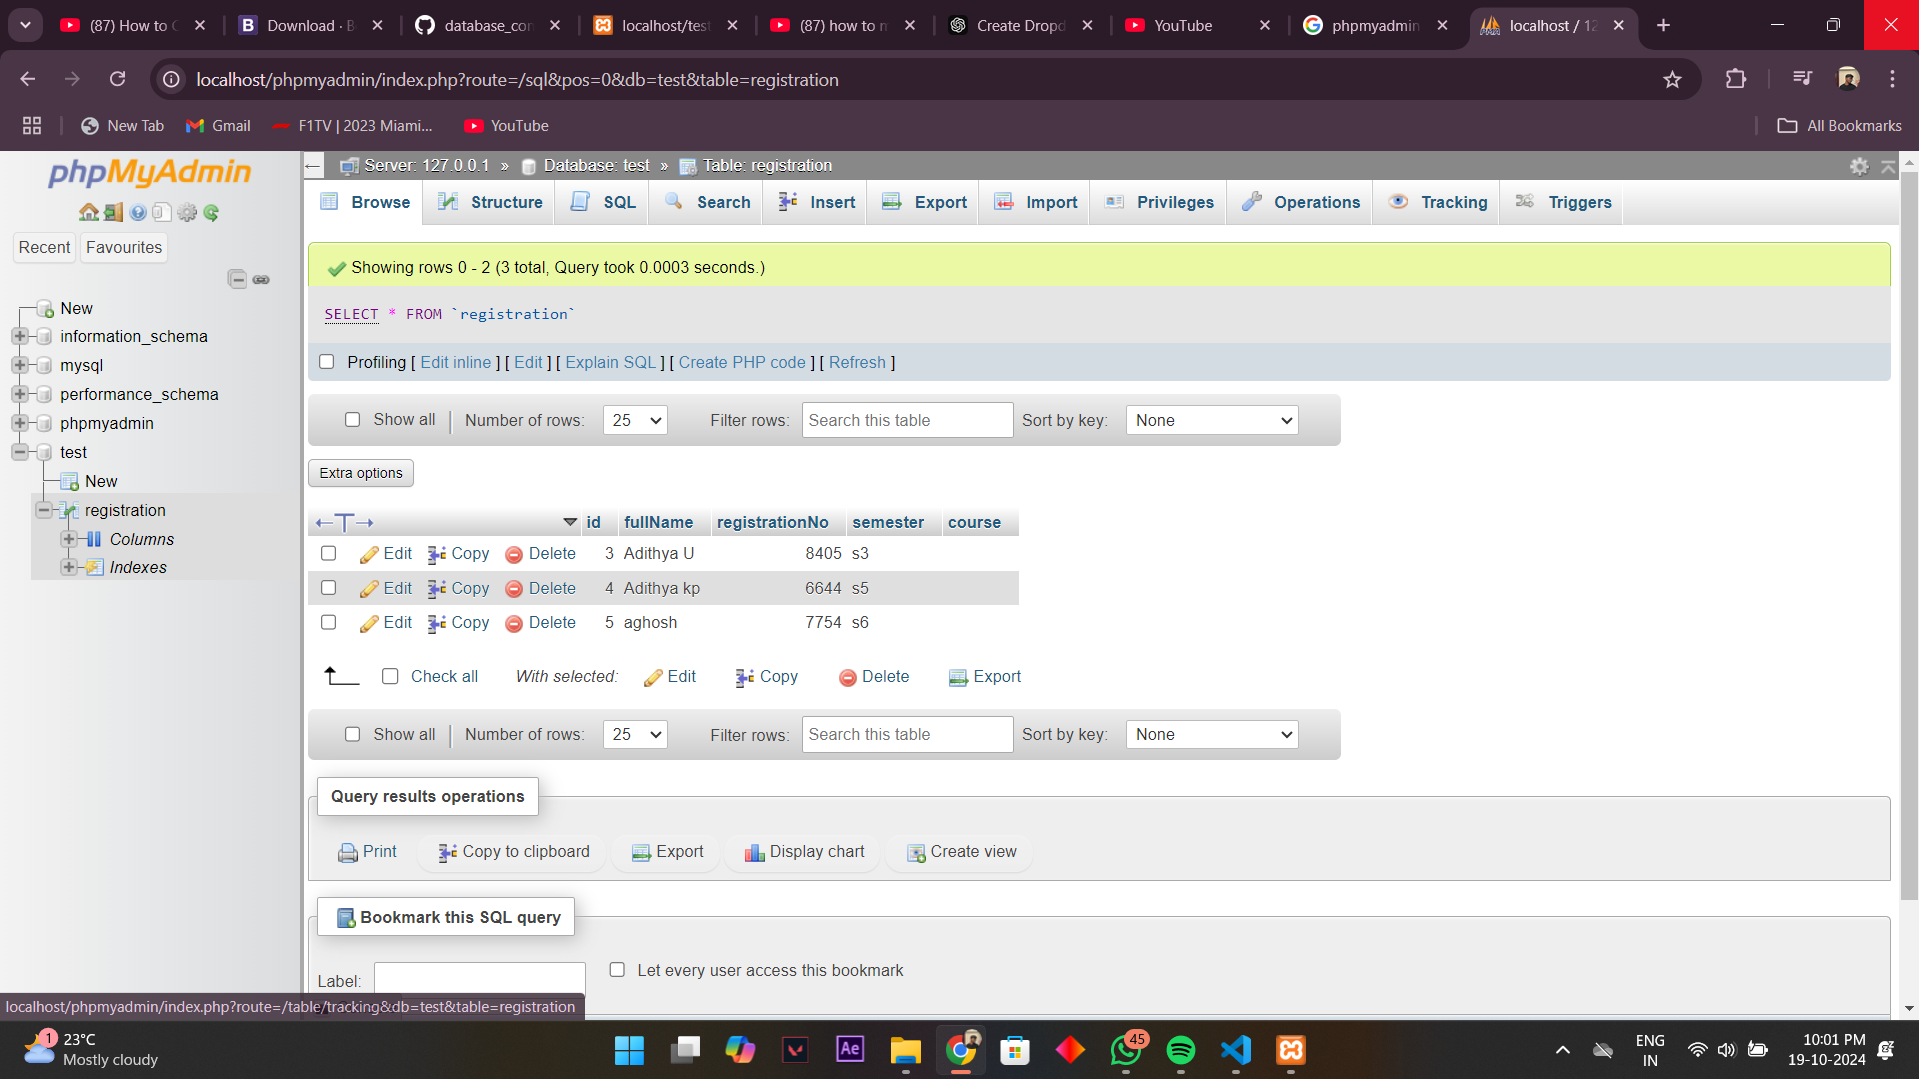 (87) How to C
Download · B
database_con
localhost/test
(87) how to m
Create Dropd
YouTube
phpmyadmin
localhost / 12
localhost/phpmyadmin/index.php?route=/sql&pos=0&db=test&table=registration
New Tab
Gmail
F1TV | 2023 Miami...
YouTube
All Bookmarks
phpMyAdmin
Recent Favourites
New
information_schema
mysql
performance_schema
phpmyadmin
test
New
registration
Columns
Indexes
Server: 127.0.0.1 » Database: test » Table: registration
Browse Structure SQL Search Insert Export Import Privileges Operations Tracking Triggers
Showing rows 0 - 2 (3 total, Query took 0.0003 seconds.)
SELECT * FROM `registration`
Profiling [ Edit inline ] [ Edit ] [ Explain SQL ] [ Create PHP code ] [ Refresh ]
Show all Number of rows: 25 Filter rows: Search this table Sort by key: None
Extra options
id fullName registrationNo semester course
Edit Copy Delete 3 Adithya U 8405 s3
Edit Copy Delete 4 Adithya kp 6644 s5
Edit Copy Delete 5 aghosh 7754 s6
Check all With selected: Edit Copy Delete Export
Show all Number of rows: 25 Filter rows: Search this table Sort by key: None
Query results operations
Print Copy to clipboard Export Display chart Create view
Bookmark this SQL query
Label: Let every user access this bookmark
localhost/phpmyadmin/index.php?route=/table/tracking&db=test&table=registration
1 23°C
Mostly cloudy
Ae
45
ENG
IN
10:01 PM
19-10-2024